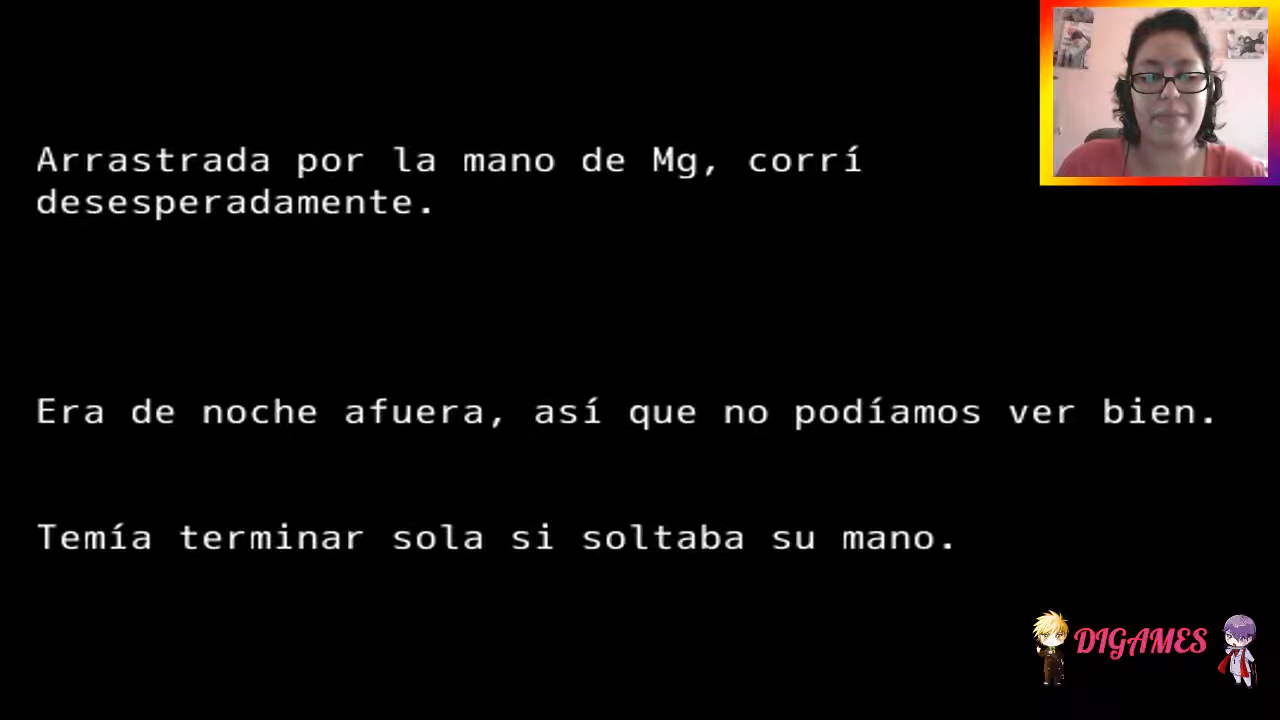 Arrastrada por la mano de Mg, corrí
desesperadamente.
Era de noche afuera, así que no podíamos ver bien.
Temía terminar sola si soltaba su mano.
DIGAMES